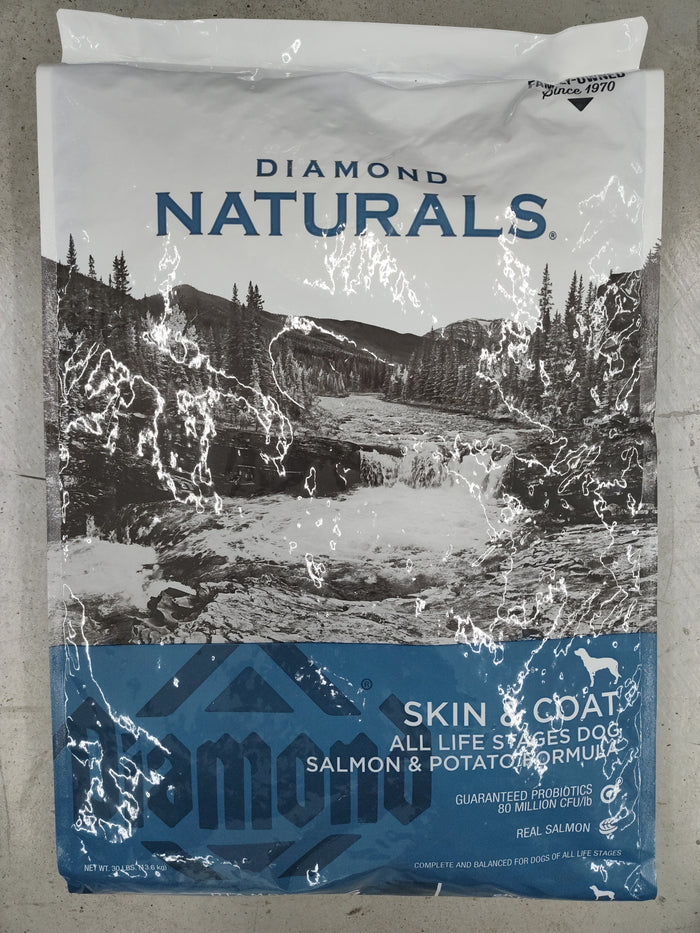 FAMILY-OWNED
Since 1970
DIAMOND
NATURALS®
®
Diamond
SKIN & COAT
ALL LIFE STAGES DOG
SALMON & POTATO FORMULA
GUARANTEED PROBIOTICS
80 MILLION CFU/lb
REAL SALMON
NET WT. 30 LBS. (13.6 kg)
COMPLETE AND BALANCED FOR DOGS OF ALL LIFE STAGES